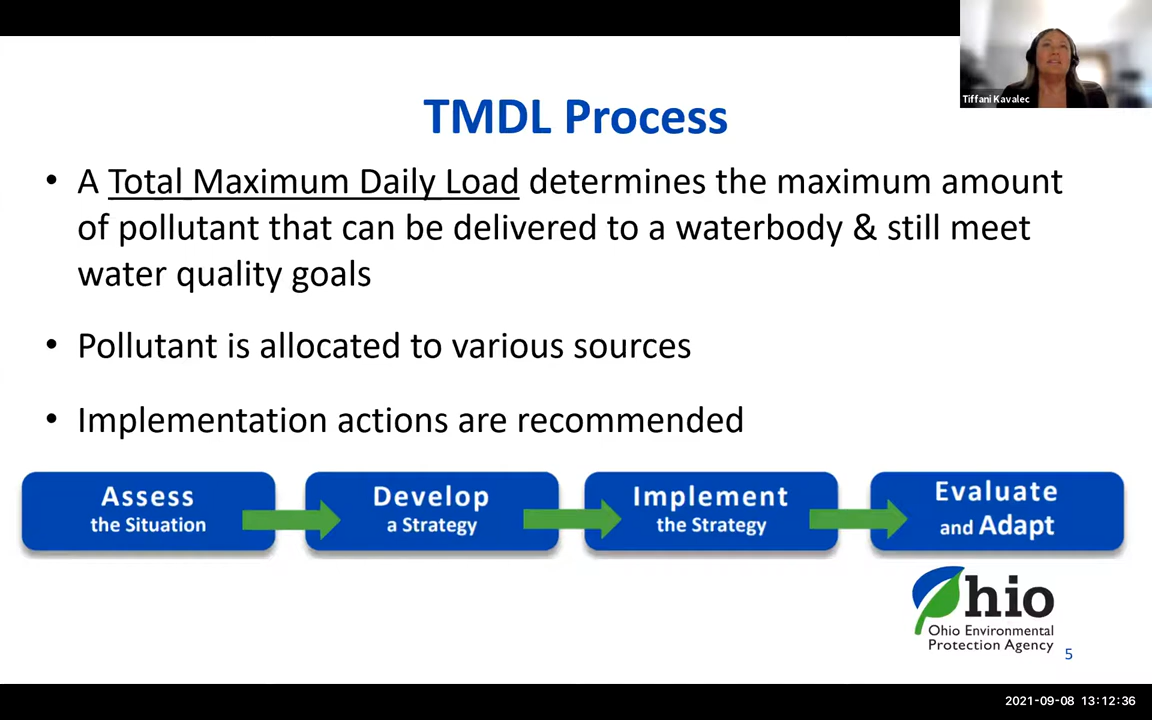 Tiffani Kavalec
TMDL Process
• A Total Maximum Daily Load determines the maximum amount
of pollutant that can be delivered to a waterbody & still meet
water quality goals
• Pollutant is allocated to various sources
• Implementation actions are recommended
Assess
the Situation
Develop
a Strategy
Implement
the Strategy
Evaluate
and Adapt
Ohio
Ohio Environmental
Protection Agency
5
2021-09-08 13:12:36